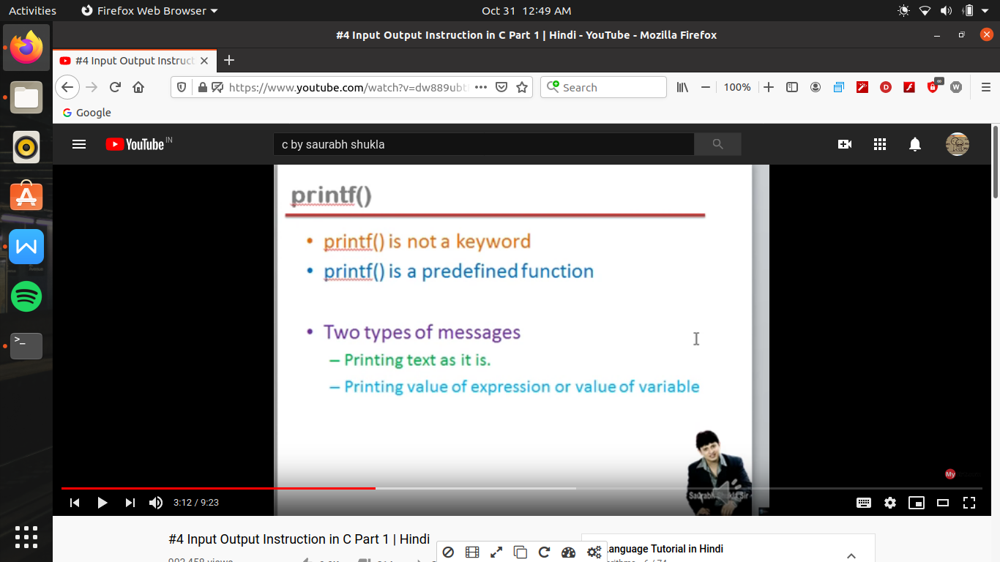 Activities
Firefox Web Browser
Oct 31 12:49 AM
#4 Input Output Instruction in C Part 1 | Hindi - YouTube - Mozilla Firefox
#4 Input Output Instruct
https://www.youtube.com/watch?v=dw889ubt
Search
100%
Google
YouTube IN
c by saurabh shukla
printf()
• printf() is not a keyword
• printf() is a predefined function
• Two types of messages
– Printing text as it is.
– Printing value of expression or value of variable
My
Saurabh Shukla Sir
3:12 / 9:23
#4 Input Output Instruction in C Part 1 | Hindi
anguage Tutorial in Hindi